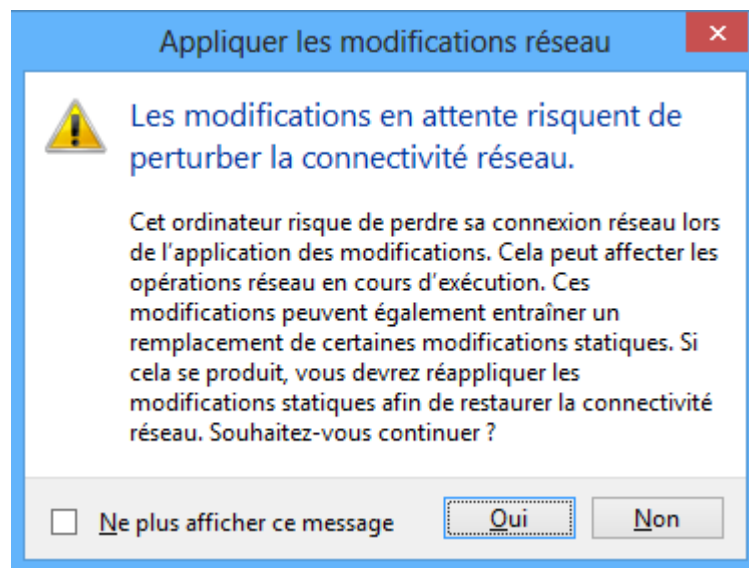 Appliquer les modifications réseau
Les modifications en attente risquent de
perturber la connectivité réseau.
Cet ordinateur risque de perdre sa connexion réseau lors
de l'application des modifications. Cela peut affecter les
opérations réseau en cours d'exécution. Ces
modifications peuvent également entraîner un
remplacement de certaines modifications statiques. Si
cela se produit, vous devrez réappliquer les
modifications statiques afin de restaurer la connectivité
réseau. Souhaitez-vous continuer ?
Ne plus afficher ce message Oui Non